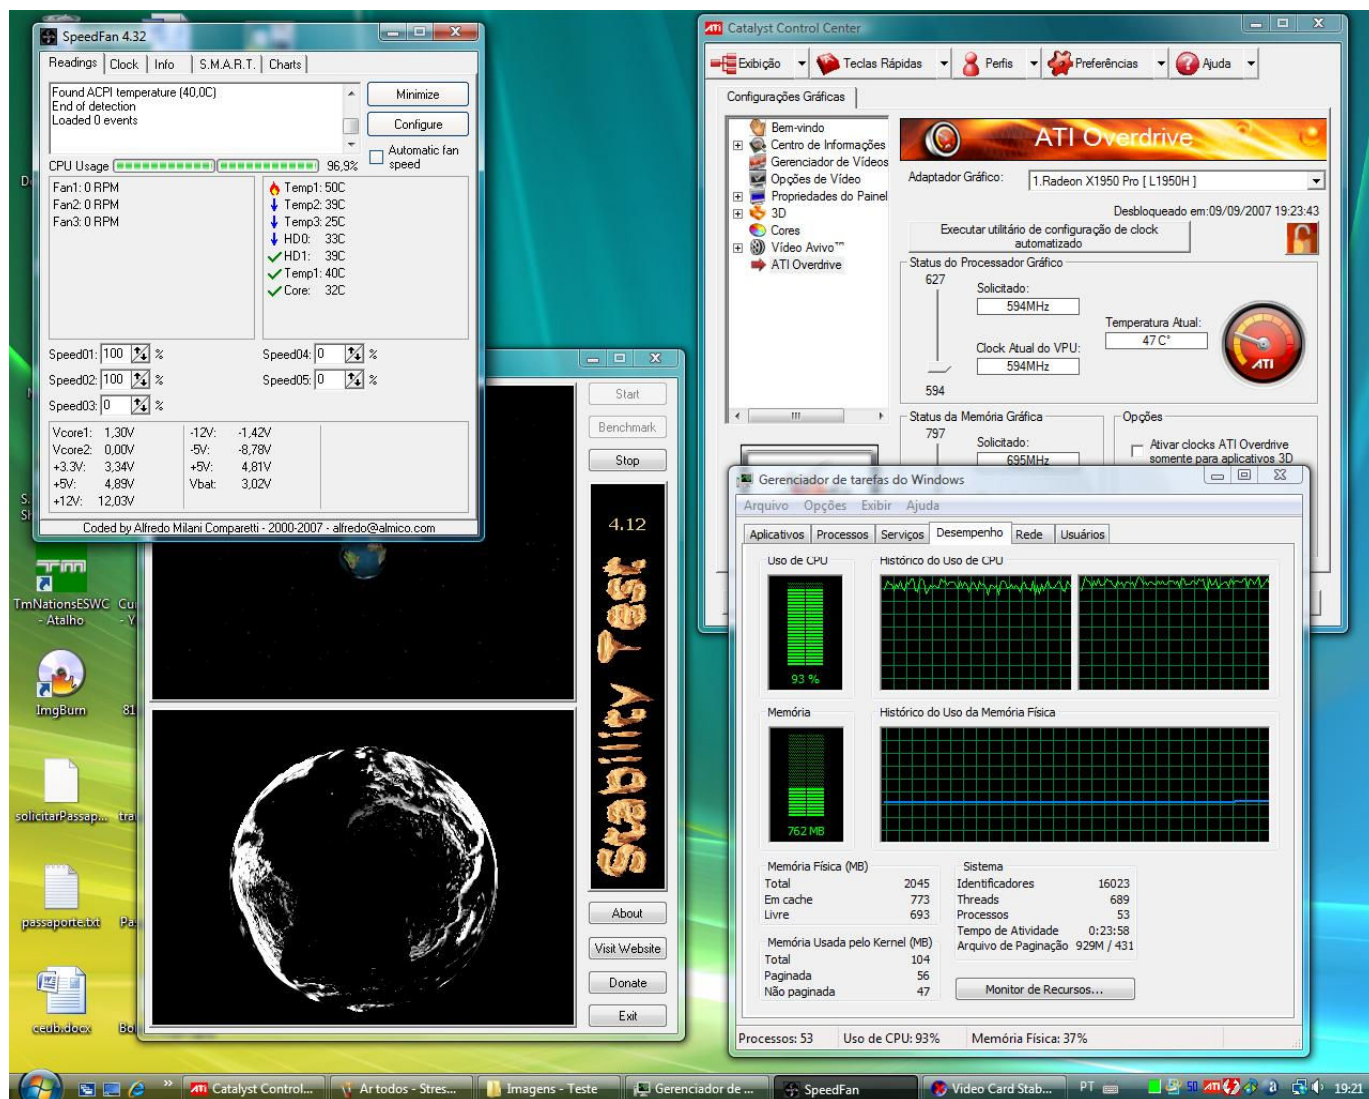 SpeedFan 4.32
Readings Clock Info S.M.A.R.T. Charts
Found ACPI temperature (40,0C)
End of detection
Loaded 0 events
Minimize
Configure
Automatic fan speed
CPU Usage 96,9%
Fan1: 0 RPM
Fan2: 0 RPM
Fan3: 0 RPM
Temp1: 50C
Temp2: 39C
Temp3: 25C
HD0: 33C
HD1: 39C
Temp1: 40C
Core: 32C
Speed01: 100 %
Speed02: 100 %
Speed03: 0 %
Speed04: 0 %
Speed05: 0 %
Vcore1: 1,30V
Vcore2: 0,00V
+3.3V: 3,34V
+5V: 4,89V
+12V: 12,03V
-12V: -1,42V
-5V: -8,78V
+5V: 4,81V
Vbat: 3,02V
Coded by Alfredo Milani Comparetti - 2000-2007 - alfredo@almico.com
Catalyst Control Center
Exibição Teclas Rápidas Perfis Preferências Ajuda
Configurações Gráficas
Bem-vindo
Centro de Informações
Gerenciador de Vídeos
Opções de Vídeo
Propriedades do Painel
3D
Cores
Vídeo Avivo™
ATI Overdrive
ATI Overdrive
Adaptador Gráfico: 1.Radeon X1950 Pro [ L1950H ]
Desbloqueado em:09/09/2007 19:23:43
Executar utilitário de configuração de clock
automatizado
Status do Processador Gráfico
627
Solicitado:
594MHz
Clock Atual do VPU:
594MHz
594
Temperatura Atual:
47 C°
ATI
Status da Memória Gráfica
797
Solicitado:
695MHz
Opções
Ativar clocks ATI Overdrive
somente para aplicativos 3D
Start
Benchmark
Stop
4.12
Stability Test
About
Visit Website
Donate
Exit
Gerenciador de tarefas do Windows
Arquivo Opções Exibir Ajuda
Aplicativos Processos Serviços Desempenho Rede Usuários
Uso de CPU
93 %
Histórico do Uso de CPU
Memória
762 MB
Histórico do Uso da Memória Física
Memória Física (MB)
Total 2045
Em cache 773
Livre 693
Memória Usada pelo Kernel (MB)
Total 104
Paginada 56
Não paginada 47
Sistema
Identificadores 16023
Threads 689
Processos 53
Tempo de Atividade 0:23:58
Arquivo de Paginação 929M / 431
Monitor de Recursos...
Processos: 53 Uso de CPU: 93% Memória Física: 37%
TmNationsESWC
- Atalho
ImgBurn
solicitarPassap...
passaporte.txt
ceub.docx
Catalyst Control... Ar todos - Stres... Imagens - Teste Gerenciador de ... SpeedFan Video Card Stab... PT 50 ATI 19:21